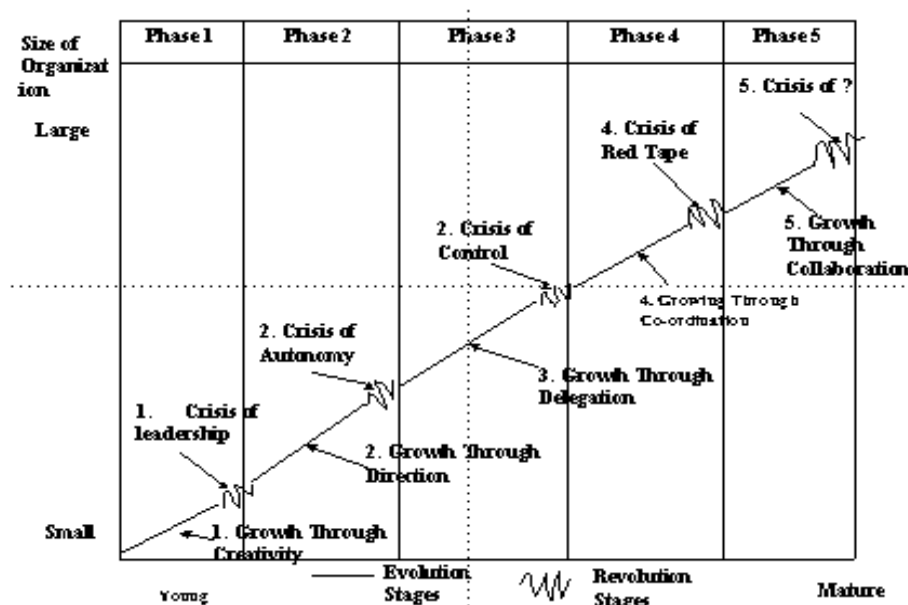 Phase 1 Phase 2 Phase 3 Phase 4 Phase 5
Size of
Organizat
ion
Large
5. Crisis of ?
4. Crisis of
Red Tape
2. Crisis of
Control
5. Growth
Through
Collaboration
4. Growing Through
Co-ordination
2. Crisis of
Autonomy
3. Growth Through
Delegation
1. Crisis of
leadership
2. Growth Through
Direction
Small
1. Growth Through
Creativity
Young
Evolution
Stages
Revolution
Stages
Mature